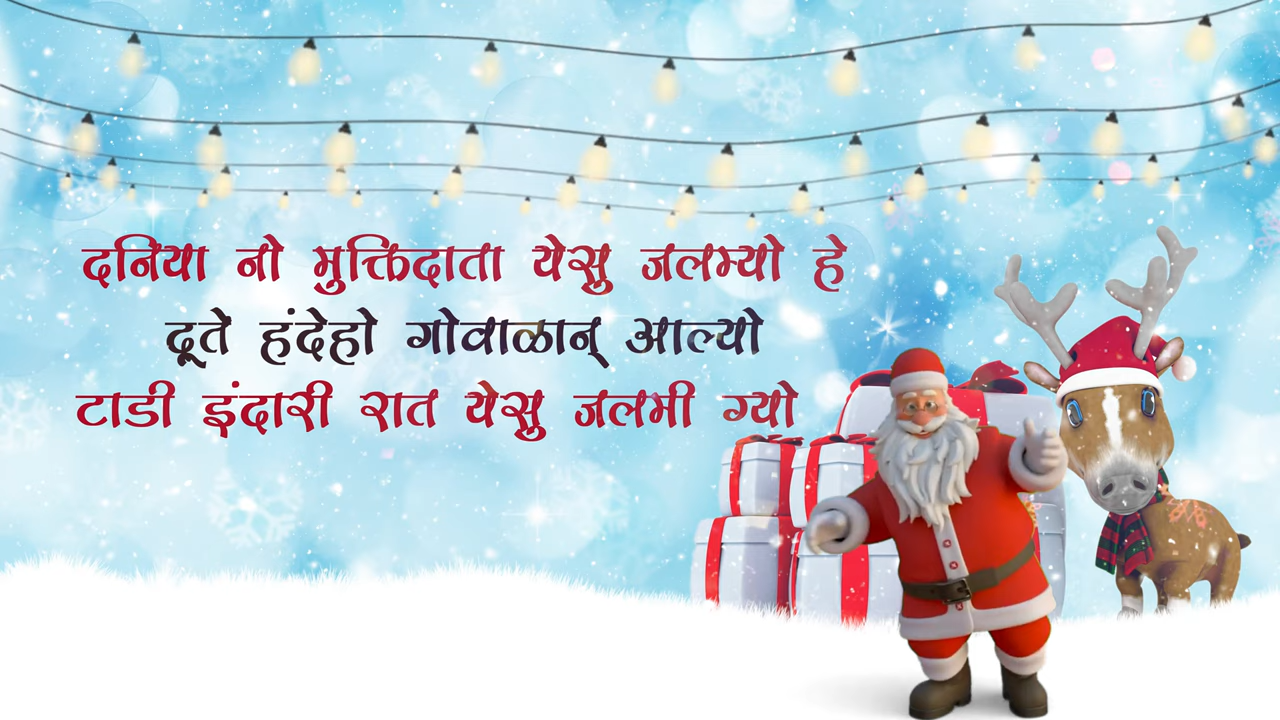 दनिया नो मुक्तिदाता येसु जलम्यो हे
दूते हंदेहो गोवाळान् आल्यो
टाडी इंदारी रात येसु जलमी ग्यो